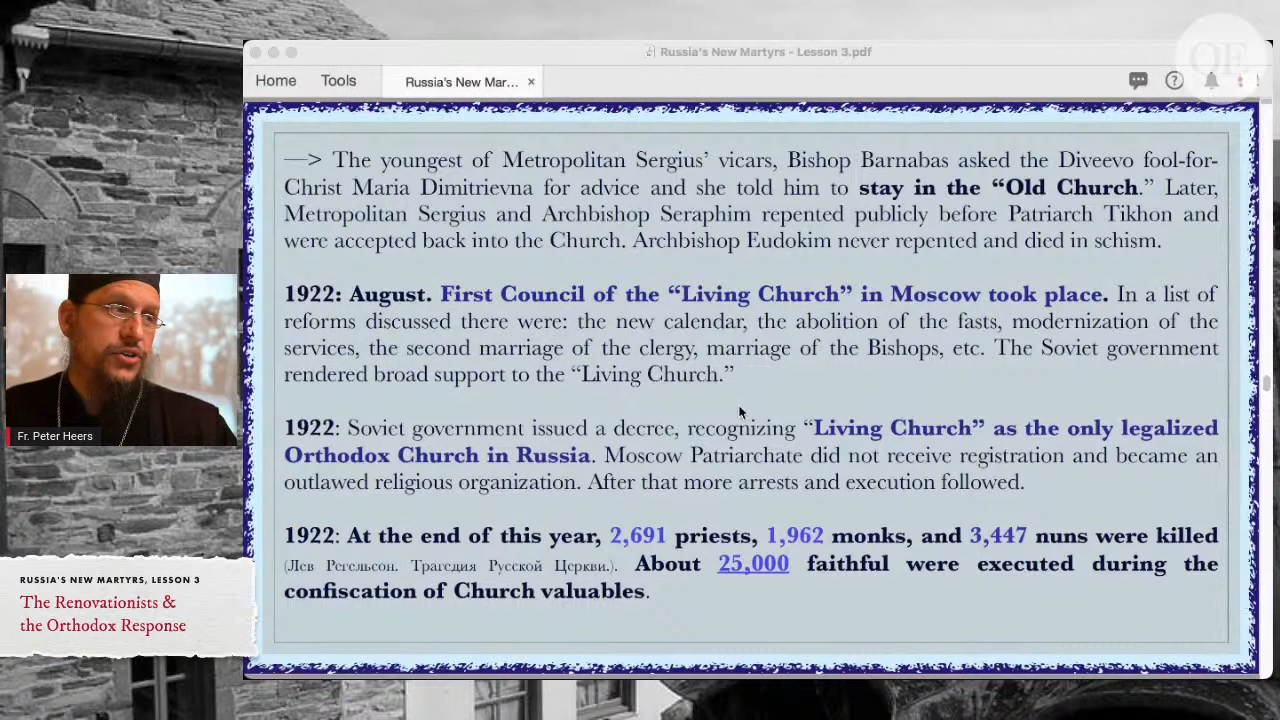 OE
Russia's New Martyrs - Lesson 3.pdf
Home Tools Russia's New Mar... ×
—> The youngest of Metropolitan Sergius’ vicars, Bishop Barnabas asked the Diveevo fool-for-
Christ Maria Dimitrievna for advice and she told him to stay in the “Old Church.” Later,
Metropolitan Sergius and Archbishop Seraphim repented publicly before Patriarch Tikhon and
were accepted back into the Church. Archbishop Eudokim never repented and died in schism.
1922: August. First Council of the “Living Church” in Moscow took place. In a list of
reforms discussed there were: the new calendar, the abolition of the fasts, modernization of the
services, the second marriage of the clergy, marriage of the Bishops, etc. The Soviet government
rendered broad support to the “Living Church.”
1922: Soviet government issued a decree, recognizing “Living Church” as the only legalized
Orthodox Church in Russia. Moscow Patriarchate did not receive registration and became an
outlawed religious organization. After that more arrests and execution followed.
1922: At the end of this year, 2,691 priests, 1,962 monks, and 3,447 nuns were killed
(Лев Регельсон. Трагедия Русской Церкви.). About 25,000 faithful were executed during the
confiscation of Church valuables.
Fr. Peter Heers
RUSSIA'S NEW MARTYRS, LESSON 3
The Renovationists &
the Orthodox Response